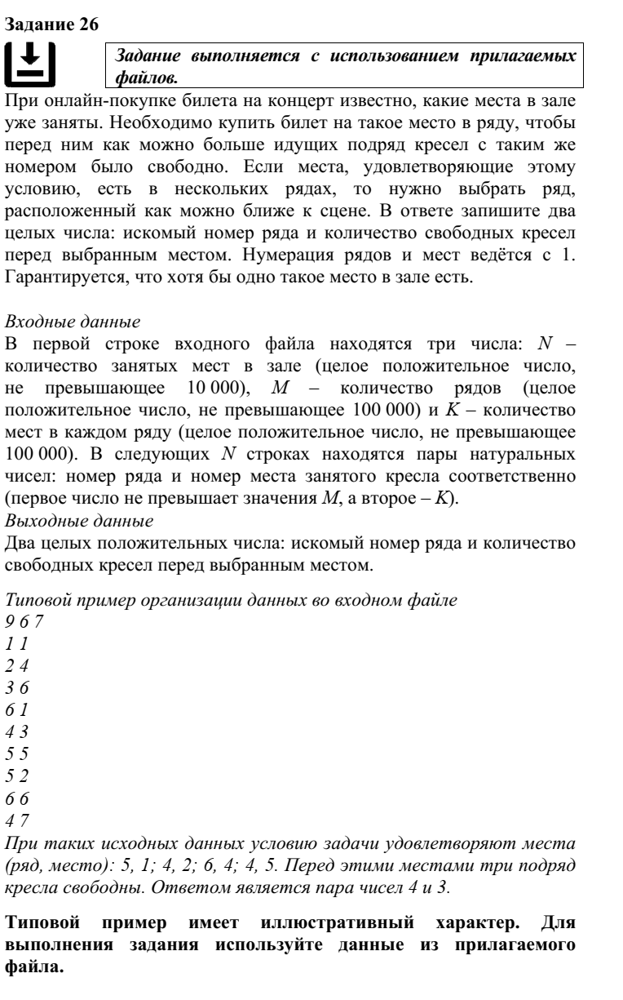 Задание 26
Задание выполняется с использованием прилагаемых
файлов.
При онлайн-покупке билета на концерт известно, какие места в зале
уже заняты. Необходимо купить билет на такое место в ряду, чтобы
перед ним как можно больше идущих подряд кресел с таким же
номером было свободно. Если места, удовлетворяющие этому
условию, есть в нескольких рядах, то нужно выбрать ряд,
расположенный как можно ближе к сцене. В ответе запишите два
целых числа: искомый номер ряда и количество свободных кресел
перед выбранным местом. Нумерация рядов и мест ведётся с 1.
Гарантируется, что хотя бы одно такое место в зале есть.
Входные данные
В первой строке входного файла находятся три числа: N –
количество занятых мест в зале (целое положительное число,
не превышающее 10 000), M – количество рядов (целое
положительное число, не превышающее 100 000) и K – количество
мест в каждом ряду (целое положительное число, не превышающее
100 000). В следующих N строках находятся пары натуральных
чисел: номер ряда и номер места занятого кресла соответственно
(первое число не превышает значения M, а второе – K).
Выходные данные
Два целых положительных числа: искомый номер ряда и количество
свободных кресел перед выбранным местом.
Типовой пример организации данных во входном файле
9 6 7
1 1
2 4
3 6
6 1
4 3
5 5
5 2
6 6
4 7
При таких исходных данных условию задачи удовлетворяют места
(ряд, место): 5, 1; 4, 2; 6, 4; 4, 5. Перед этими местами три подряд
кресла свободны. Ответом является пара чисел 4 и 3.
Типовой пример имеет иллюстративный характер. Для
выполнения задания используйте данные из прилагаемого
файла.